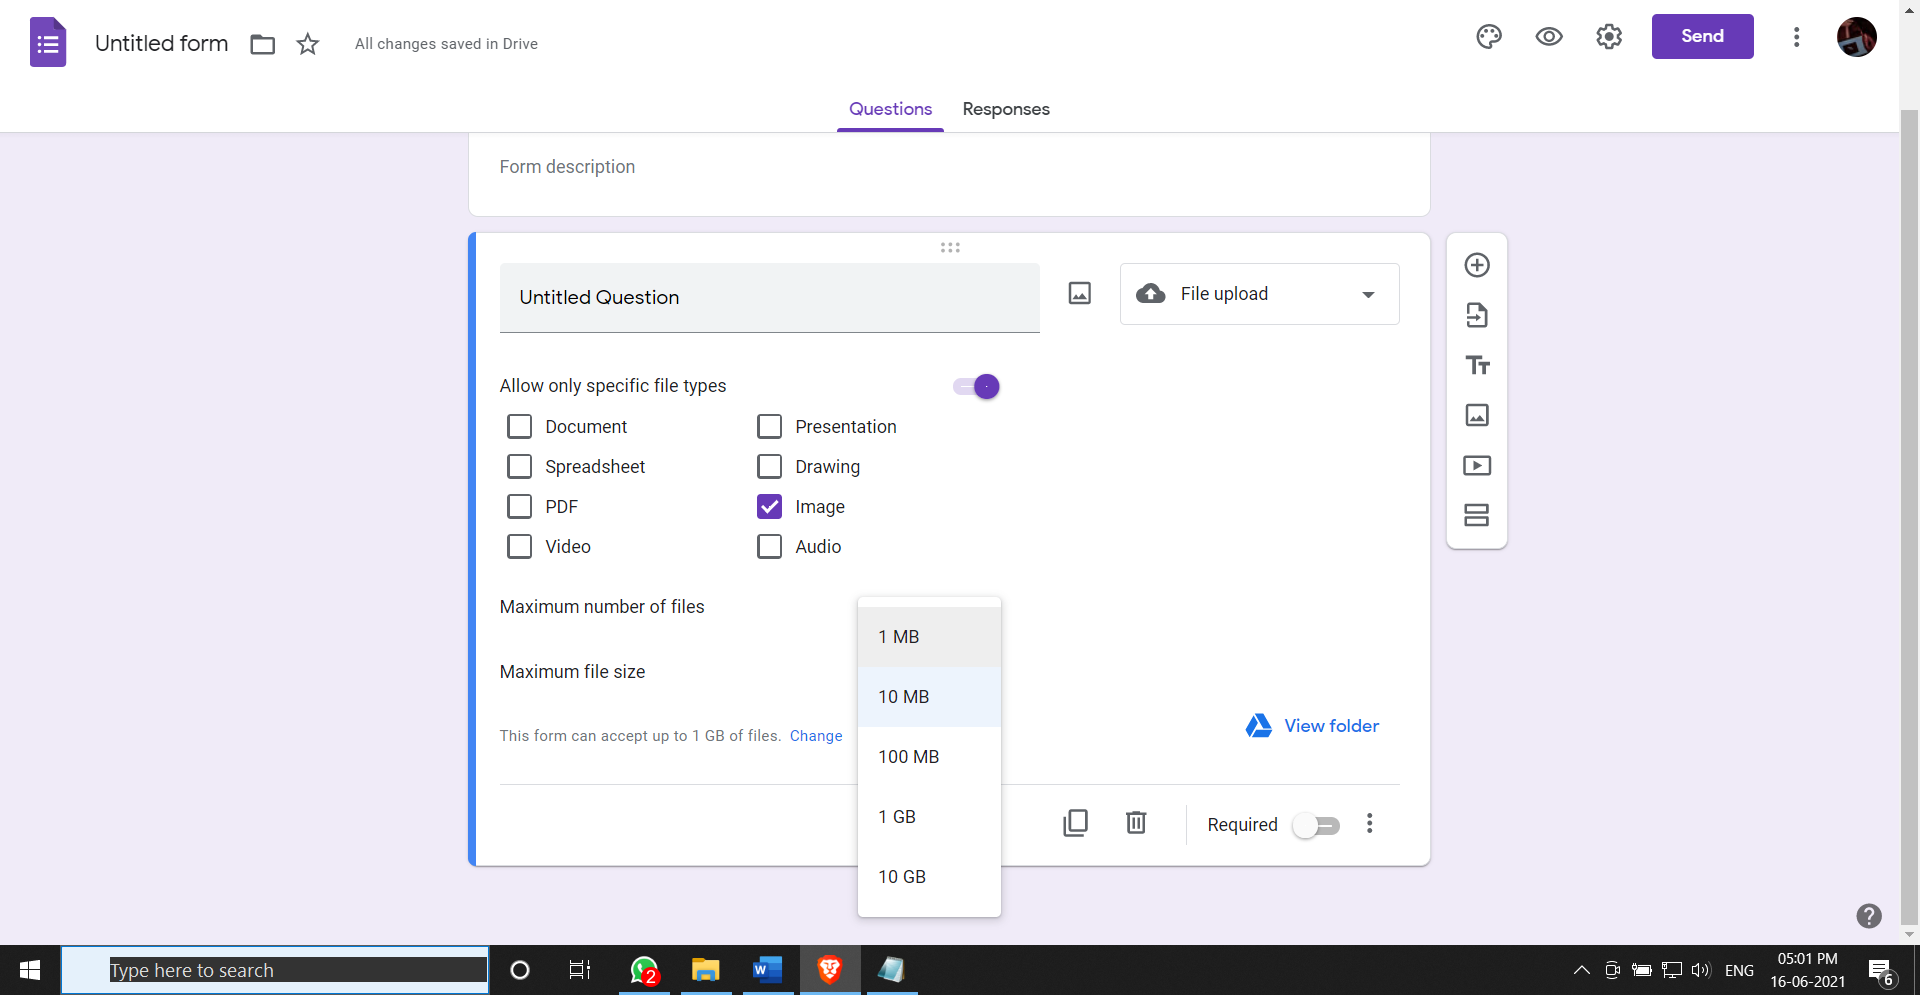 Untitled form
All changes saved in Drive
Send
Questions Responses
Form description
Untitled Question
File upload
Allow only specific file types
Document Presentation
Spreadsheet Drawing
PDF Image
Video Audio
Maximum number of files
1 MB
Maximum file size
10 MB
View folder
This form can accept up to 1 GB of files. Change
100 MB
1 GB
Required
10 GB
Type here to search
2
ENG
05:01 PM
16-06-2021
6